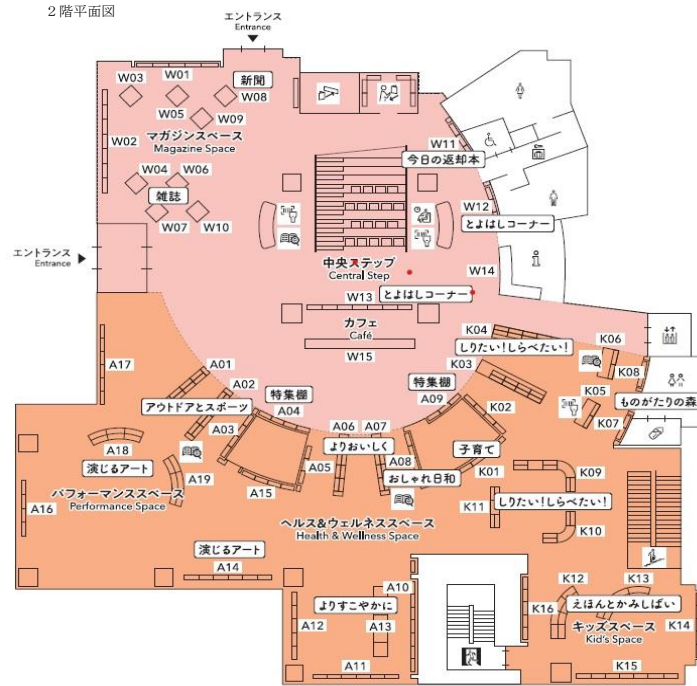 ２階平面図
エントランス
Entrance
W03
W01
新聞
W08
W05
W09
W02
マガジンスペース
Magazine Space
W11
今日の返却本
W04
W06
雑誌
W07
W10
W12
とよはしコーナー
エントランス
Entrance
中央ステップ
Central Step
W14
とよはしコーナー
W13
カフェ
Café
W15
K04
しりたい！しらべたい！
K06
K03
K08
A17
A01
A02
特集棚
特集棚
K05
ものがたりの森
アウトドアとスポーツ
A04
A09
K02
K07
A03
A06
A07
A18
よりおいしく
子育て
演じるアート
A19
A05
A08
K01
K09
おしゃれ日和
A15
A16
パフォーマンススペース
Performance Space
K11
しりたい！しらべたい！
ヘルス&ウェルネススペース
Health & Wellness Space
K10
演じるアート
A14
A10
K12
K13
よりすこやかに
K16
えほんとかみしばい
A12
A13
キッズスペース
Kid's Space
K14
A11
K15